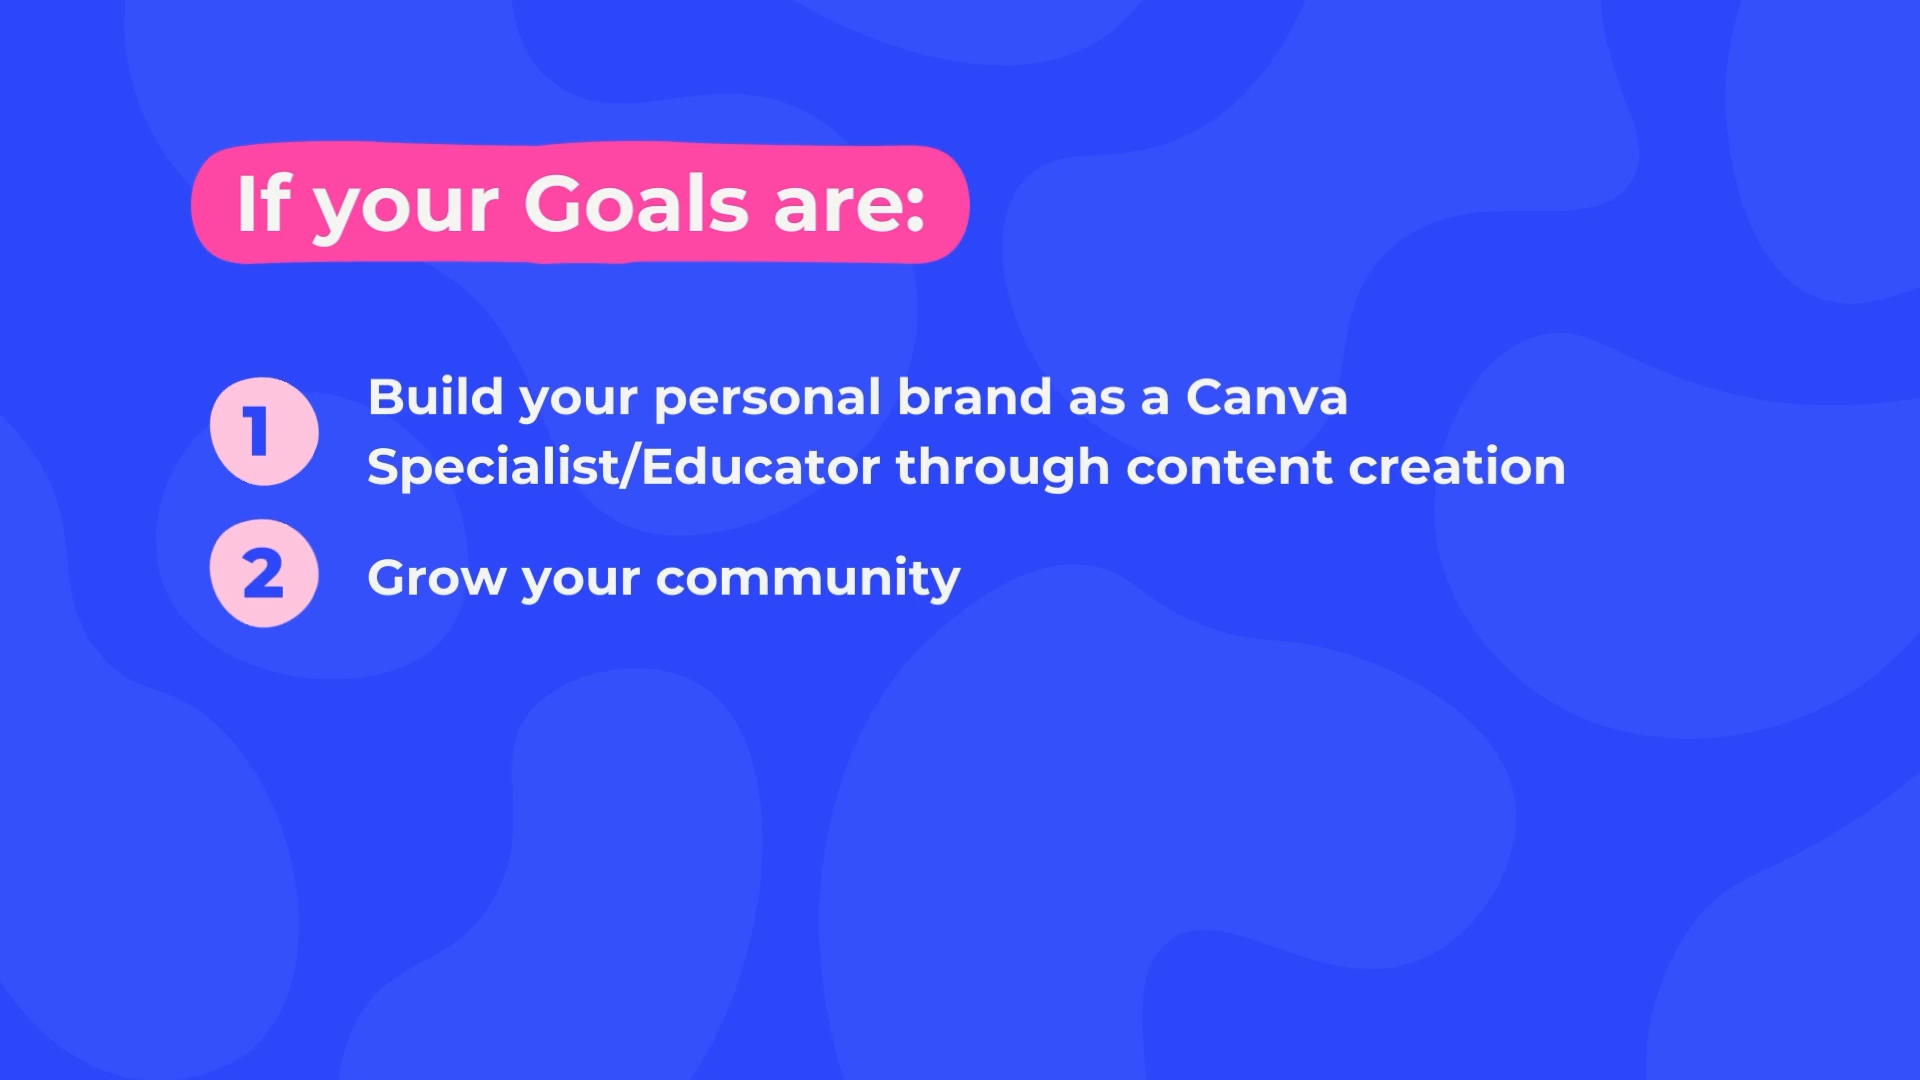 If your Goals are:
1
Build your personal brand as a Canva
Specialist/Educator through content creation
2
Grow your community